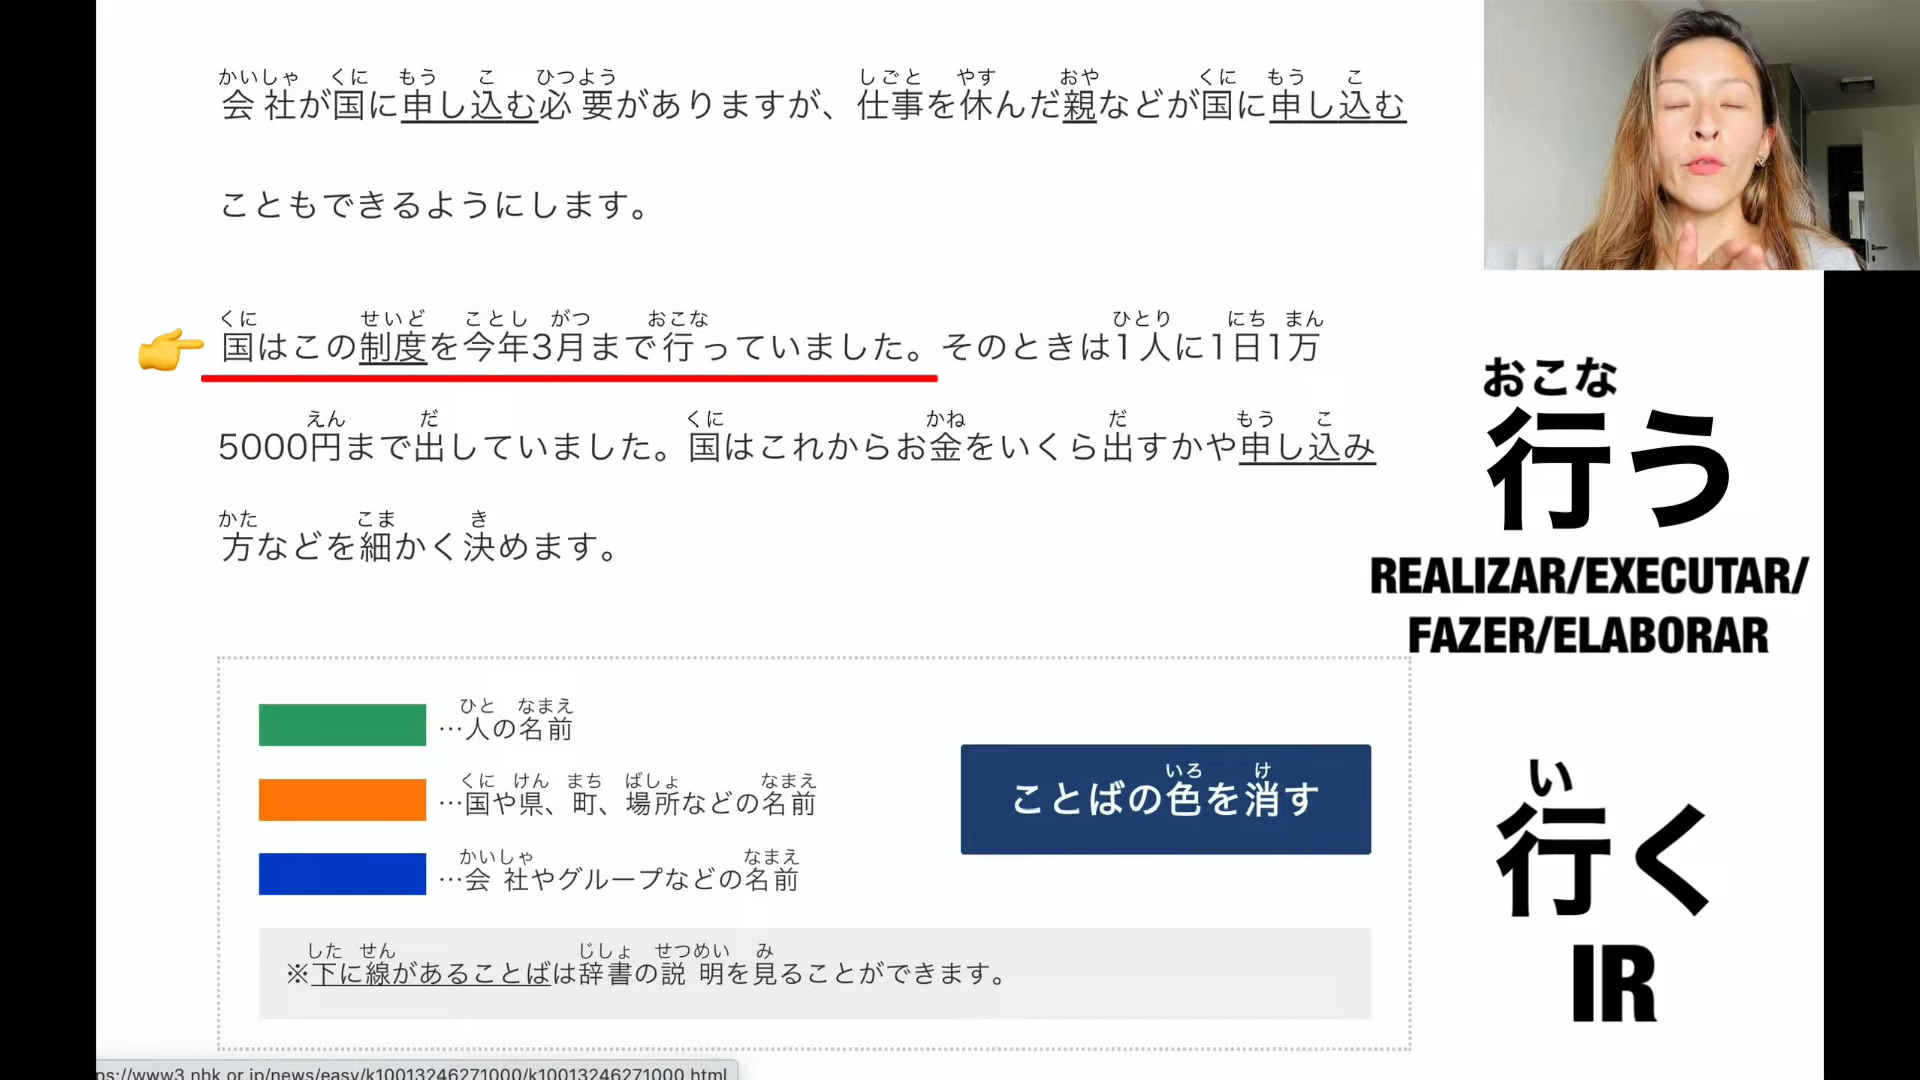 かいしゃ くに もう こ ひつよう しごと やす おや くに もう こ
会社が国に申し込む必要がありますが、仕事を休んだ親などが国に申し込む
こともできるようにします。
くに せいど ことし がつ おこな ひとり にち まん
国はこの制度を今年3月まで行っていました。そのときは1人に1日1万
えん だ くに かね だ もう こ
5000円まで出していました。国はこれからお金をいくら出すかや申し込み
かた こま き
方などを細かく決めます。
おこな
行う
REALIZAR/EXECUTAR/
FAZER/ELABORAR
い
行く
IR
ひと なまえ
…人の名前
くに けん まち ばしょ なまえ
…国や県、町、場所などの名前
かいしゃ なまえ
…会社やグループなどの名前
いろ け
ことばの色を消す
した せん じしょ せつめい み
※下に線があることばは辞書の説明を見ることができます。
ps://www3.nhk.or.jp/news/easy/k10013246271000/k10013246271000.html